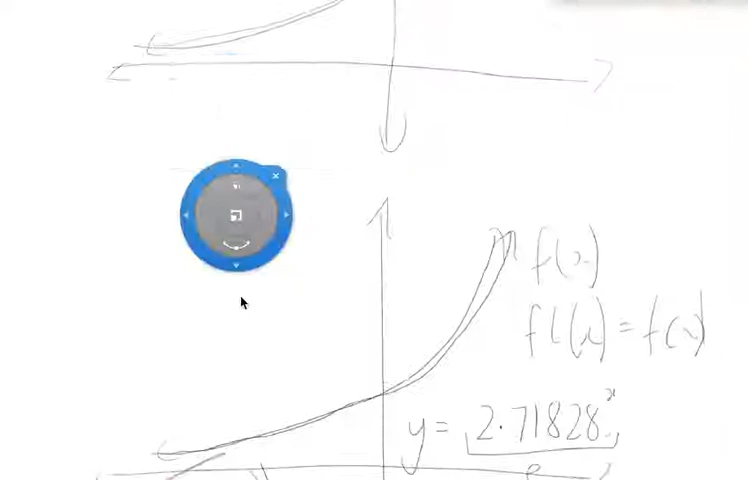 f(x)
f'(x) = f(x)
y = 2.71828^x
e